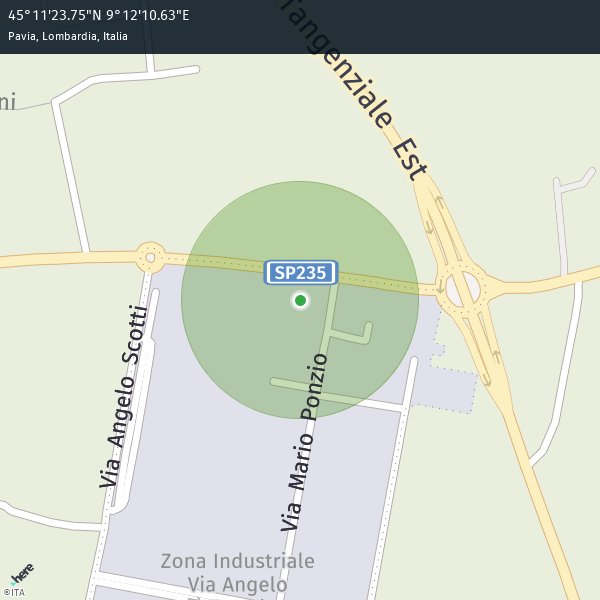 45°11'23.75"N 9°12'10.63"E
Pavia, Lombardia, Italia
Tangenziale Est
ni
SP235
Via Angelo Scotti
Via Mario Ponzio
Zona Industriale
Via Angelo
here
©ITA